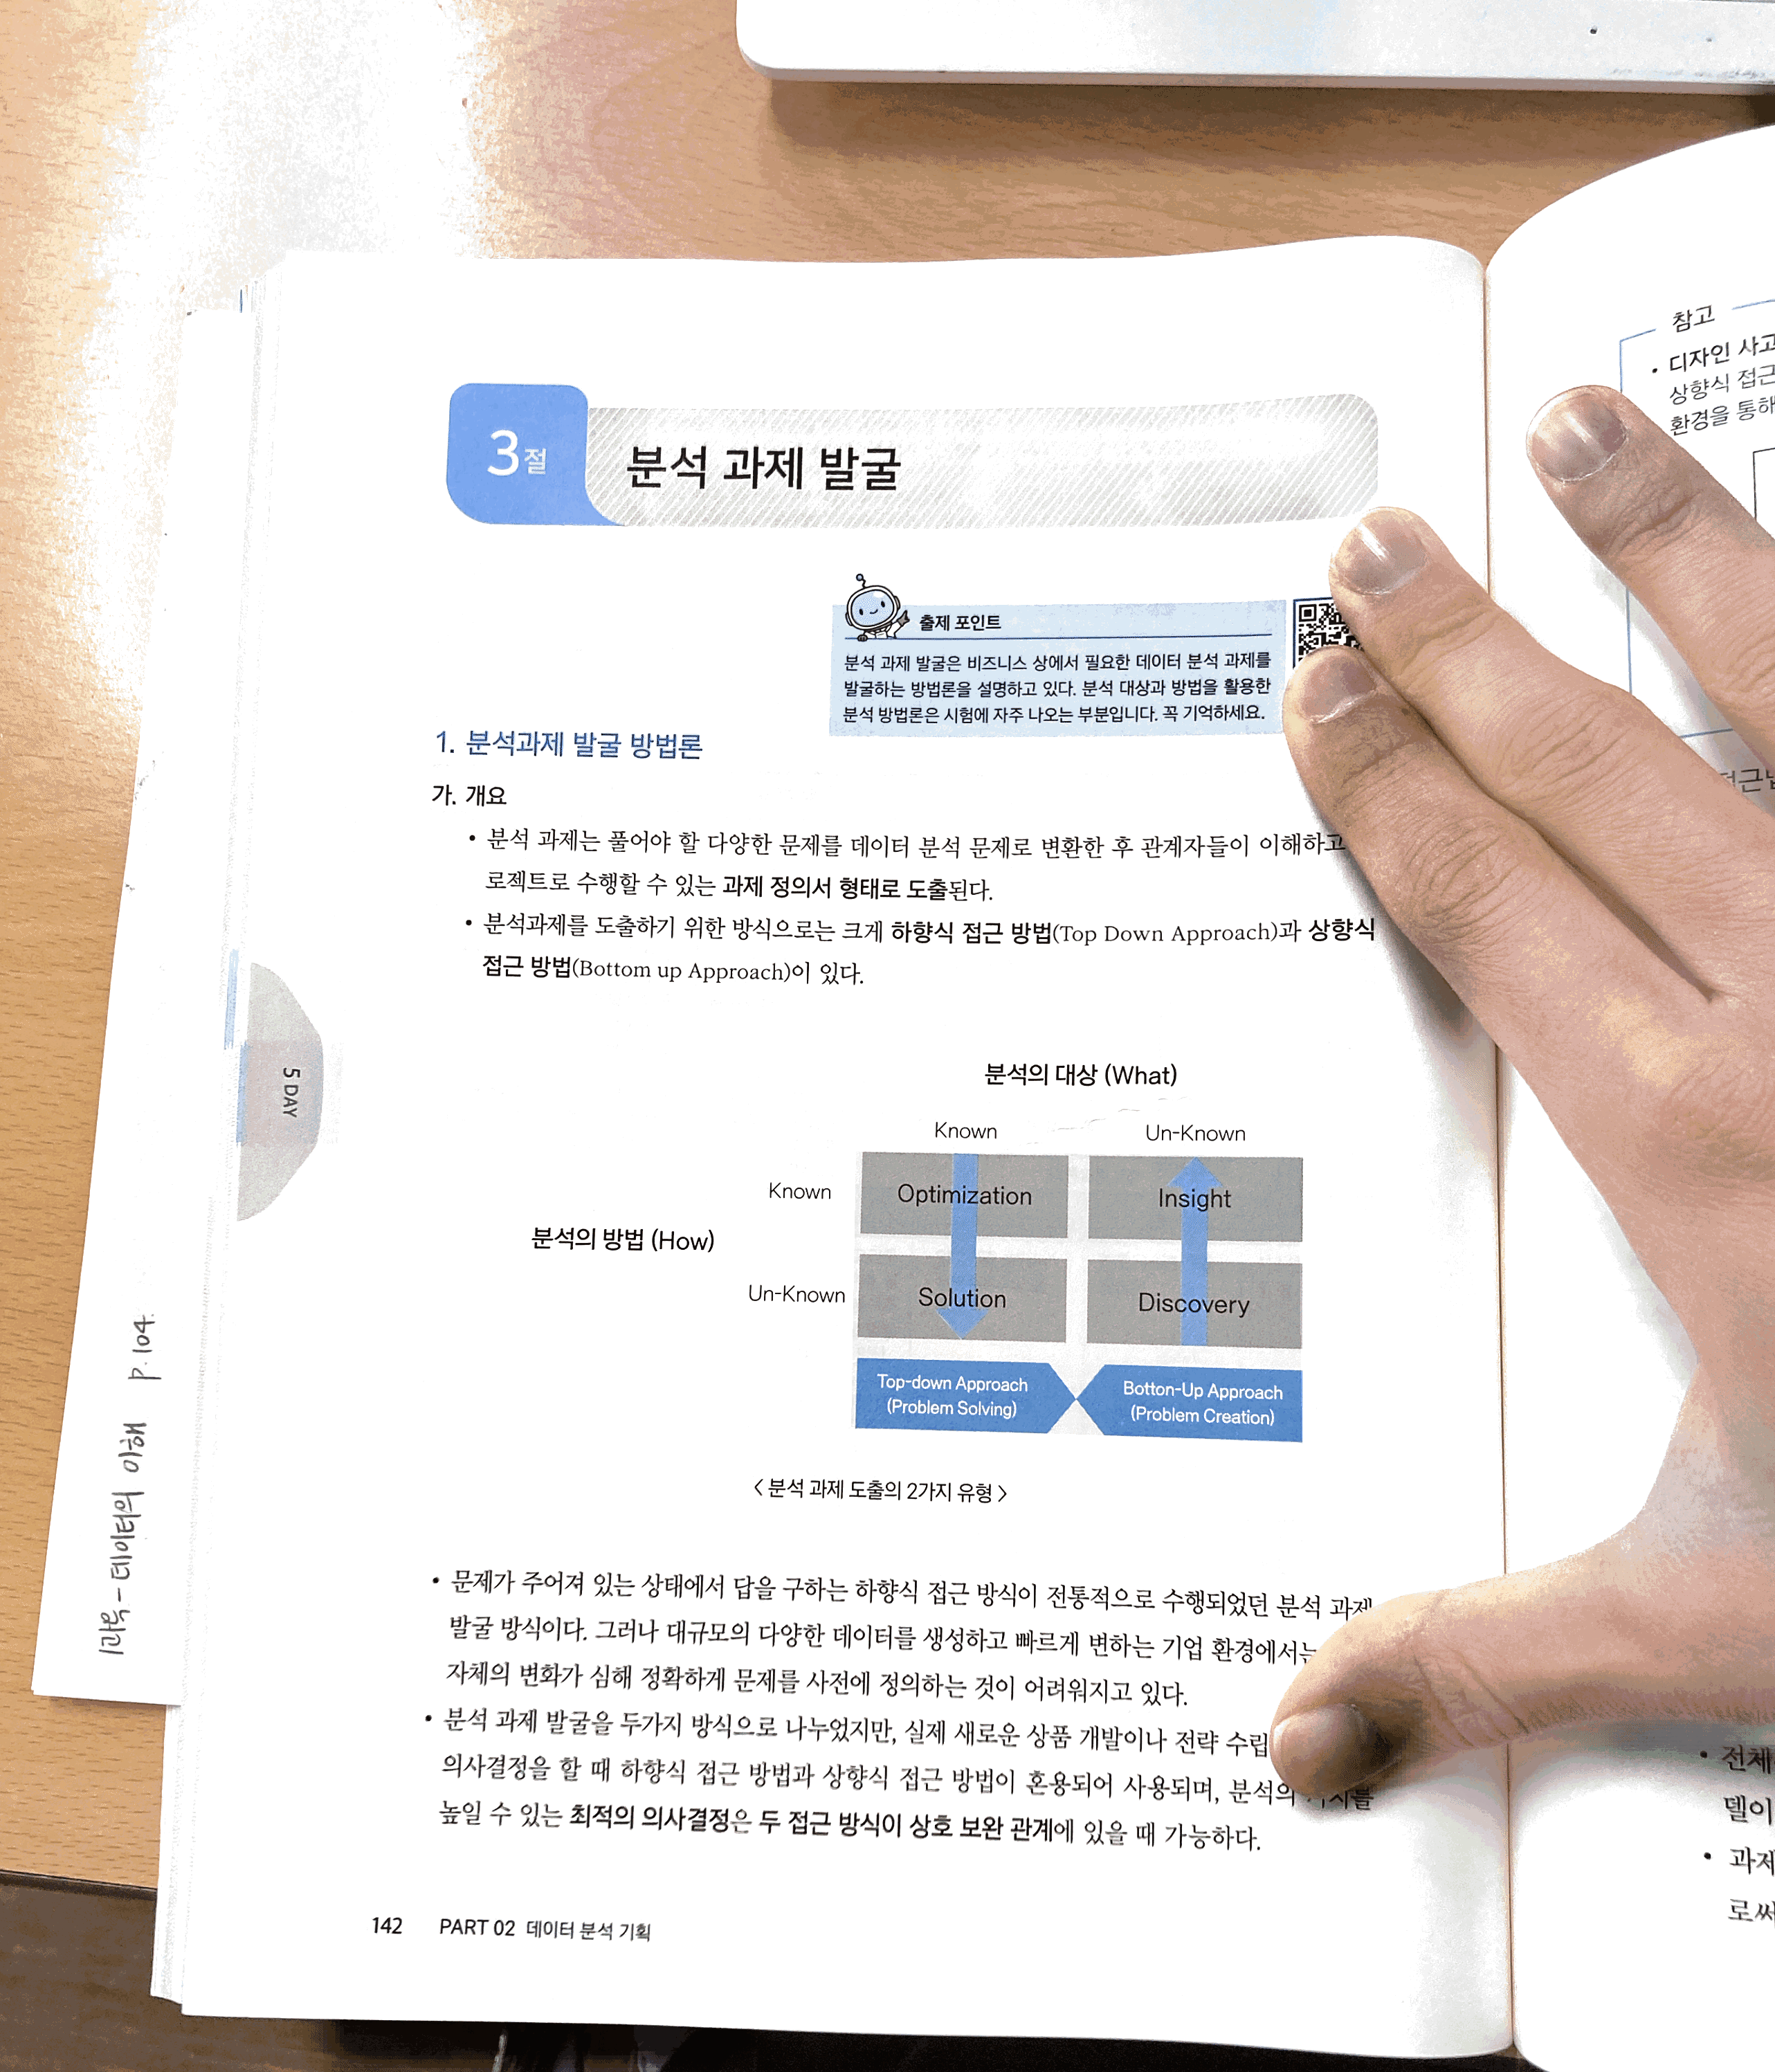 3절
분석 과제 발굴
출제 포인트
분석 과제 발굴은 비즈니스 상에서 필요한 데이터 분석 과제를
발굴하는 방법론을 설명하고 있다. 분석 대상과 방법을 활용한
분석 방법론은 시험에 자주 나오는 부분입니다. 꼭 기억하세요.
1. 분석과제 발굴 방법론
가. 개요
• 분석 과제는 풀어야 할 다양한 문제를 데이터 분석 문제로 변환한 후 관계자들이 이해하고
로젝트로 수행할 수 있는 과제 정의서 형태로 도출된다.
• 분석과제를 도출하기 위한 방식으로는 크게 하향식 접근 방법(Top Down Approach)과 상향식
접근 방법(Bottom up Approach)이 있다.
분석의 대상 (What)
Known Un-Known
Known Optimization Insight
분석의 방법 (How)
Un-Known Solution Discovery
Top-down Approach
(Problem Solving)
Botton-Up Approach
(Problem Creation)
< 분석 과제 도출의 2가지 유형 >
• 문제가 주어져 있는 상태에서 답을 구하는 하향식 접근 방식이 전통적으로 수행되었던 분석 과제
발굴 방식이다. 그러나 대규모의 다양한 데이터를 생성하고 빠르게 변하는 기업 환경에서는
자체의 변화가 심해 정확하게 문제를 사전에 정의하는 것이 어려워지고 있다.
• 분석 과제 발굴을 두가지 방식으로 나누었지만, 실제 새로운 상품 개발이나 전략 수립
의사결정을 할 때 하향식 접근 방법과 상향식 접근 방법이 혼용되어 사용되며, 분석의
높일 수 있는 최적의 의사결정은 두 접근 방식이 상호 보완 관계에 있을 때 가능하다.
142 PART 02 데이터 분석 기획
5 DAY
P.104
참고
• 디자인 사고
상향식 접근
환경을 통해
• 전체
델이
• 과제
로써